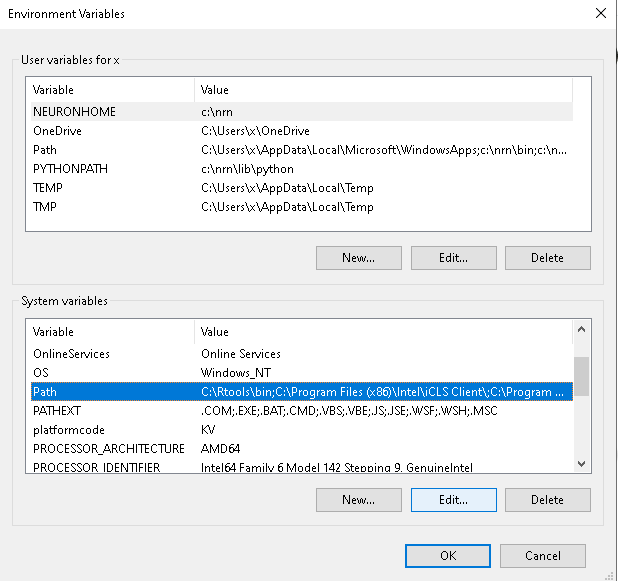 Environment Variables
User variables for x
Variable Value
NEURONHOME c:\nrn
OneDrive C:\Users\x\OneDrive
Path C:\Users\x\AppData\Local\Microsoft\WindowsApps;c:\nrn\bin;c:\n...
PYTHONPATH c:\nrn\lib\python
TEMP C:\Users\x\AppData\Local\Temp
TMP C:\Users\x\AppData\Local\Temp
New... Edit... Delete
System variables
Variable Value
OnlineServices Online Services
OS Windows_NT
Path C:\Rtools\bin;C:\Program Files (x86)\Intel\iCLS Client\;C:\Program ...
PATHEXT .COM;.EXE;.BAT;.CMD;.VBS;.VBE;.JS;.JSE;.WSF;.WSH;.MSC
platformcode KV
PROCESSOR_ARCHITECTURE AMD64
PROCESSOR_IDENTIFIER Intel64 Family 6 Model 142 Stepping 9, GenuineIntel
New... Edit... Delete
OK Cancel